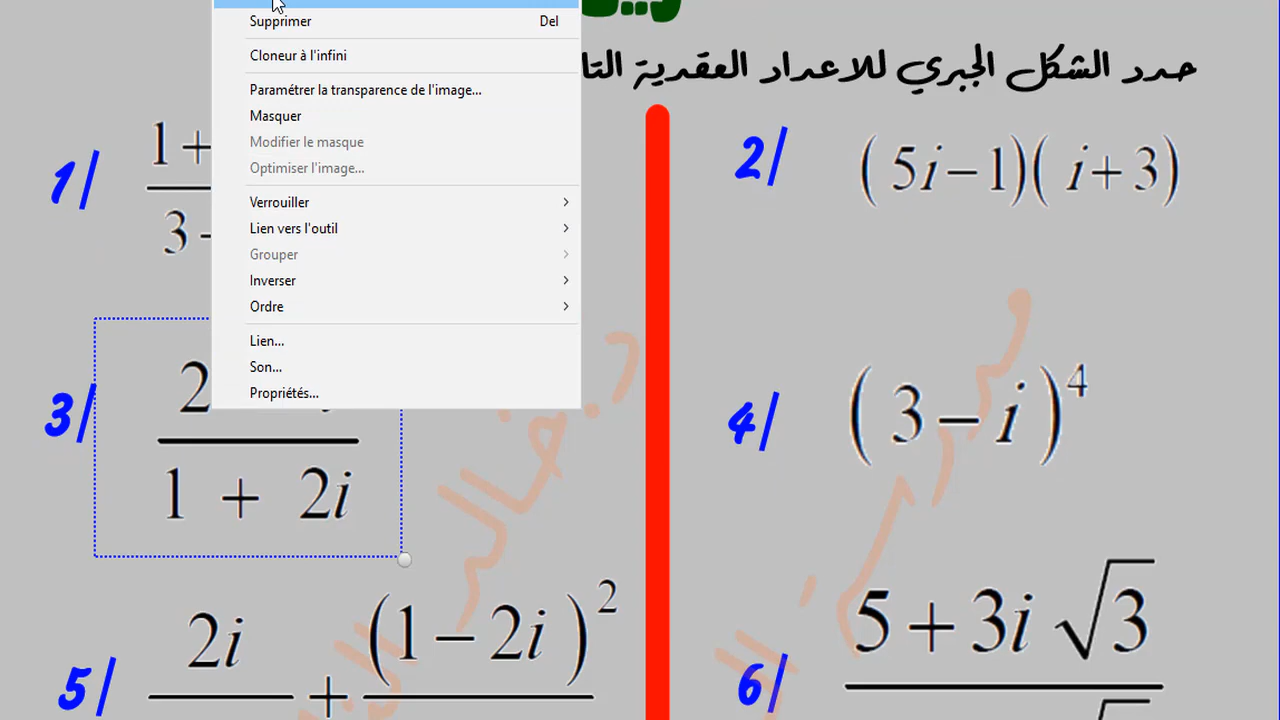 Supprimer Del
Cloneur à l'infini
Paramétrer la transparence de l'image...
Masquer
Modifier le masque
Optimiser l'image...
Verrouiller
Lien vers l'outil
Grouper
Inverser
Ordre
Lien...
Son...
Propriétés...
حدد الشكل الجبري للاعداد العقدية التا
1/ 1+
3-
2/ (5i-1)( i+3)
3/ 2
1 + 2i
4/ (3-i)^4
5/ 2i + (1-2i)^2
6/ 5+3i√3